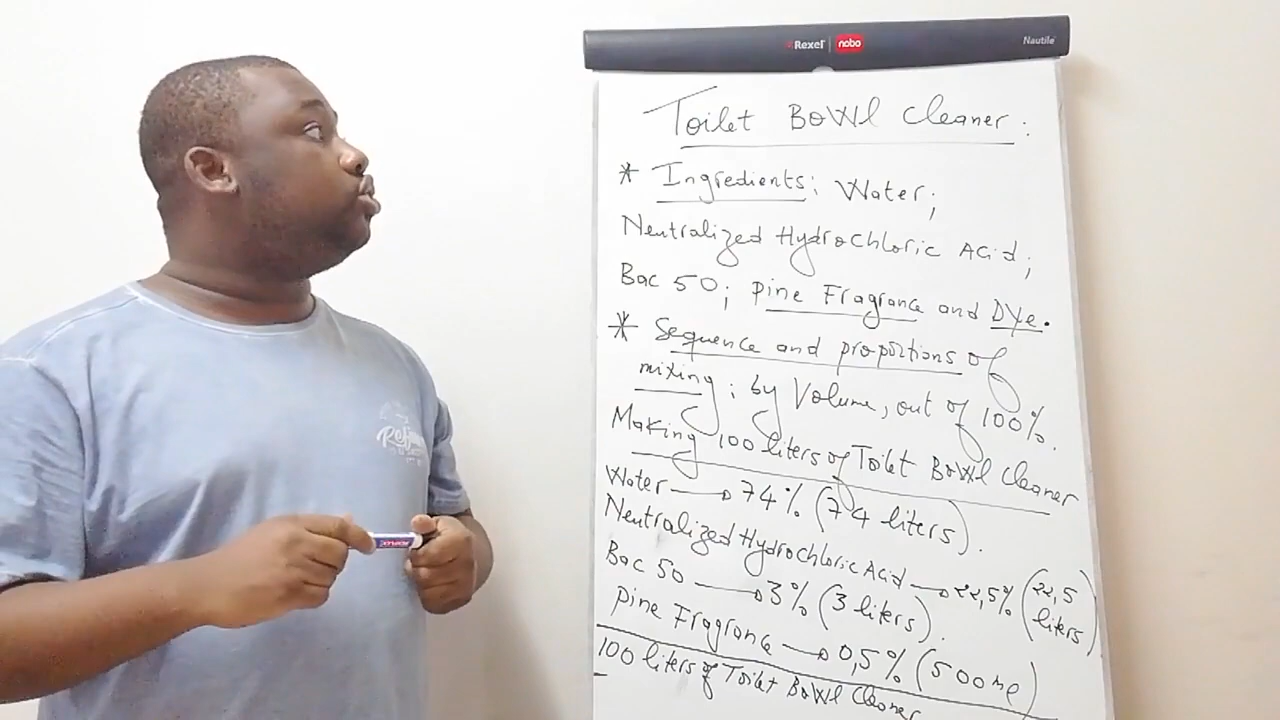 Rexel nobo
Nautile
Toilet Bowl Cleaner:
* Ingredients: Water;
Neutralized Hydrochloric Acid;
Bac 50; pine Fragrance and DYe.
* Sequence and proportions of
mixing: by Volume, out of 100%.
Making 100 liters of Toilet Bowl Cleaner
Water → 74% (74 liters).
Neutralized Hydrochloric Acid → 22,5% (22,5
liters)
Bac 50 → 3% (3 liters).
pine Fragrance → 0,5% (500ml)
100 liters of Toilet Bowl Cleaner